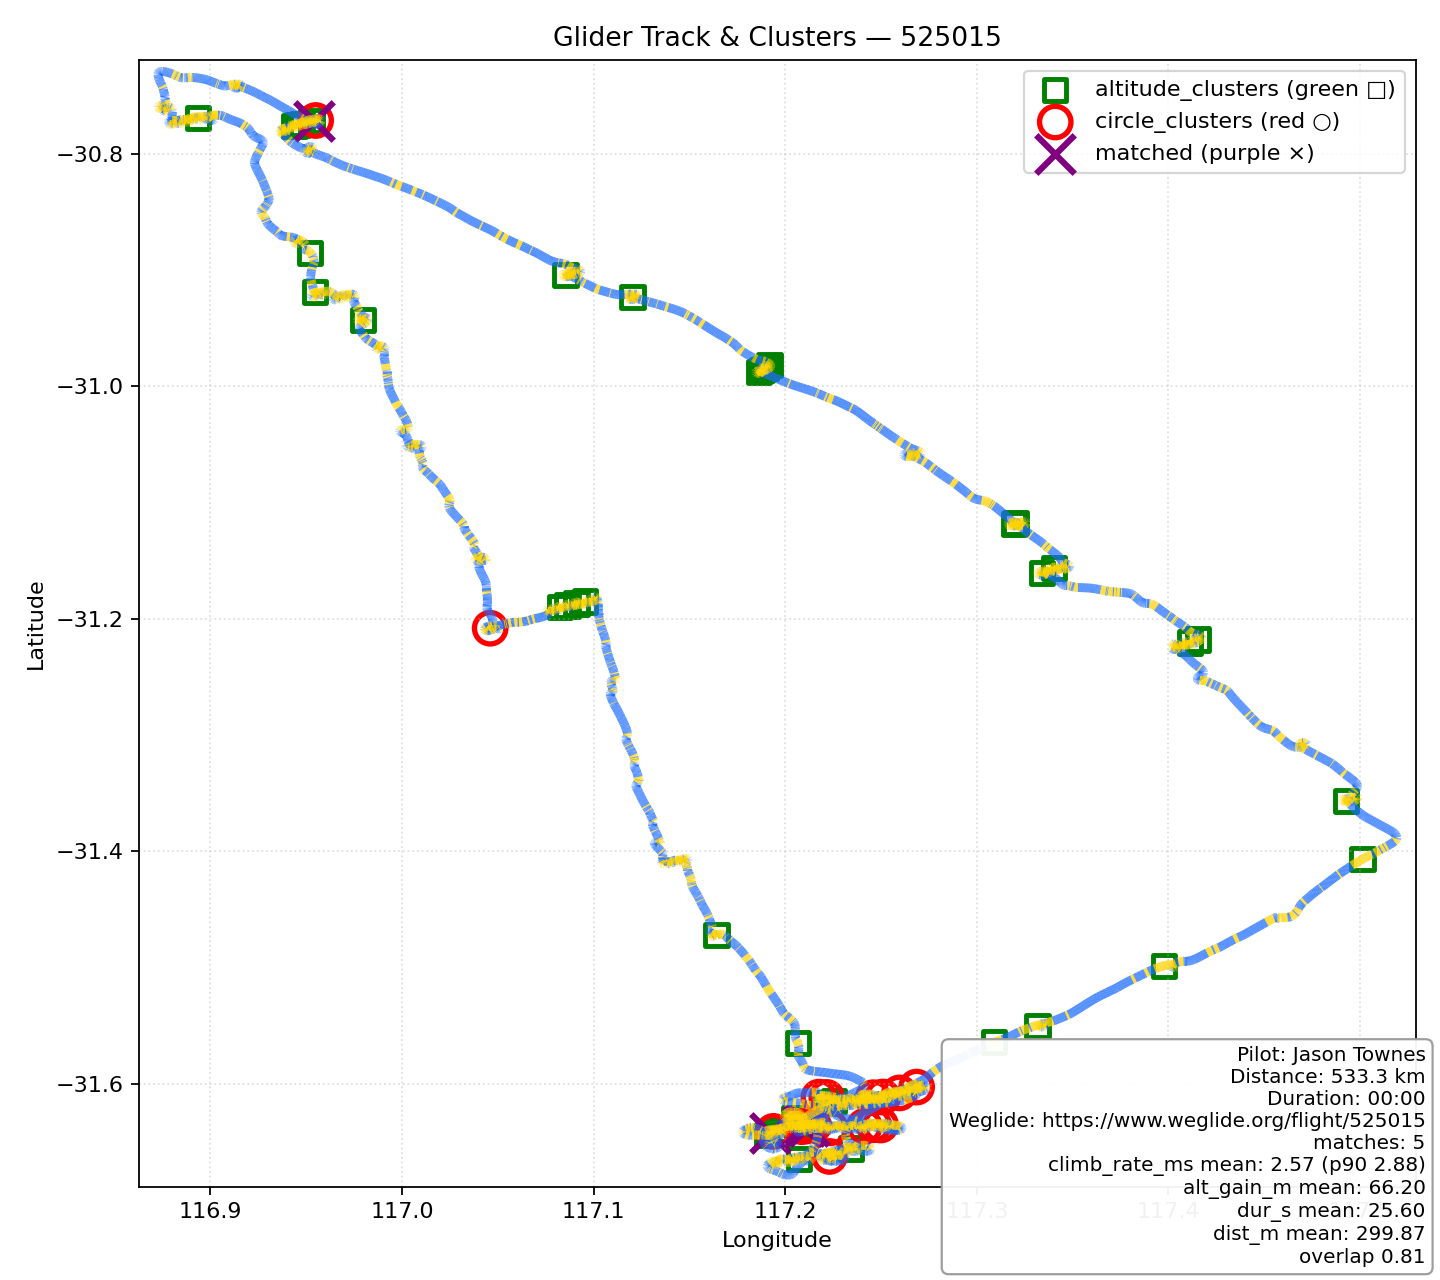 Glider Track & Clusters — 525015
altitude_clusters (green □)
circle_clusters (red ○)
matched (purple ×)
−30.8
−31.0
−31.2
−31.4
−31.6
Latitude
116.9
117.0
117.1
117.2
117.3
117.4
Longitude
Pilot: Jason Townes
Distance: 533.3 km
Duration: 00:00
Weglide: https://www.weglide.org/flight/525015
matches: 5
climb_rate_ms mean: 2.57 (p90 2.88)
alt_gain_m mean: 66.20
dur_s mean: 25.60
dist_m mean: 299.87
overlap 0.81